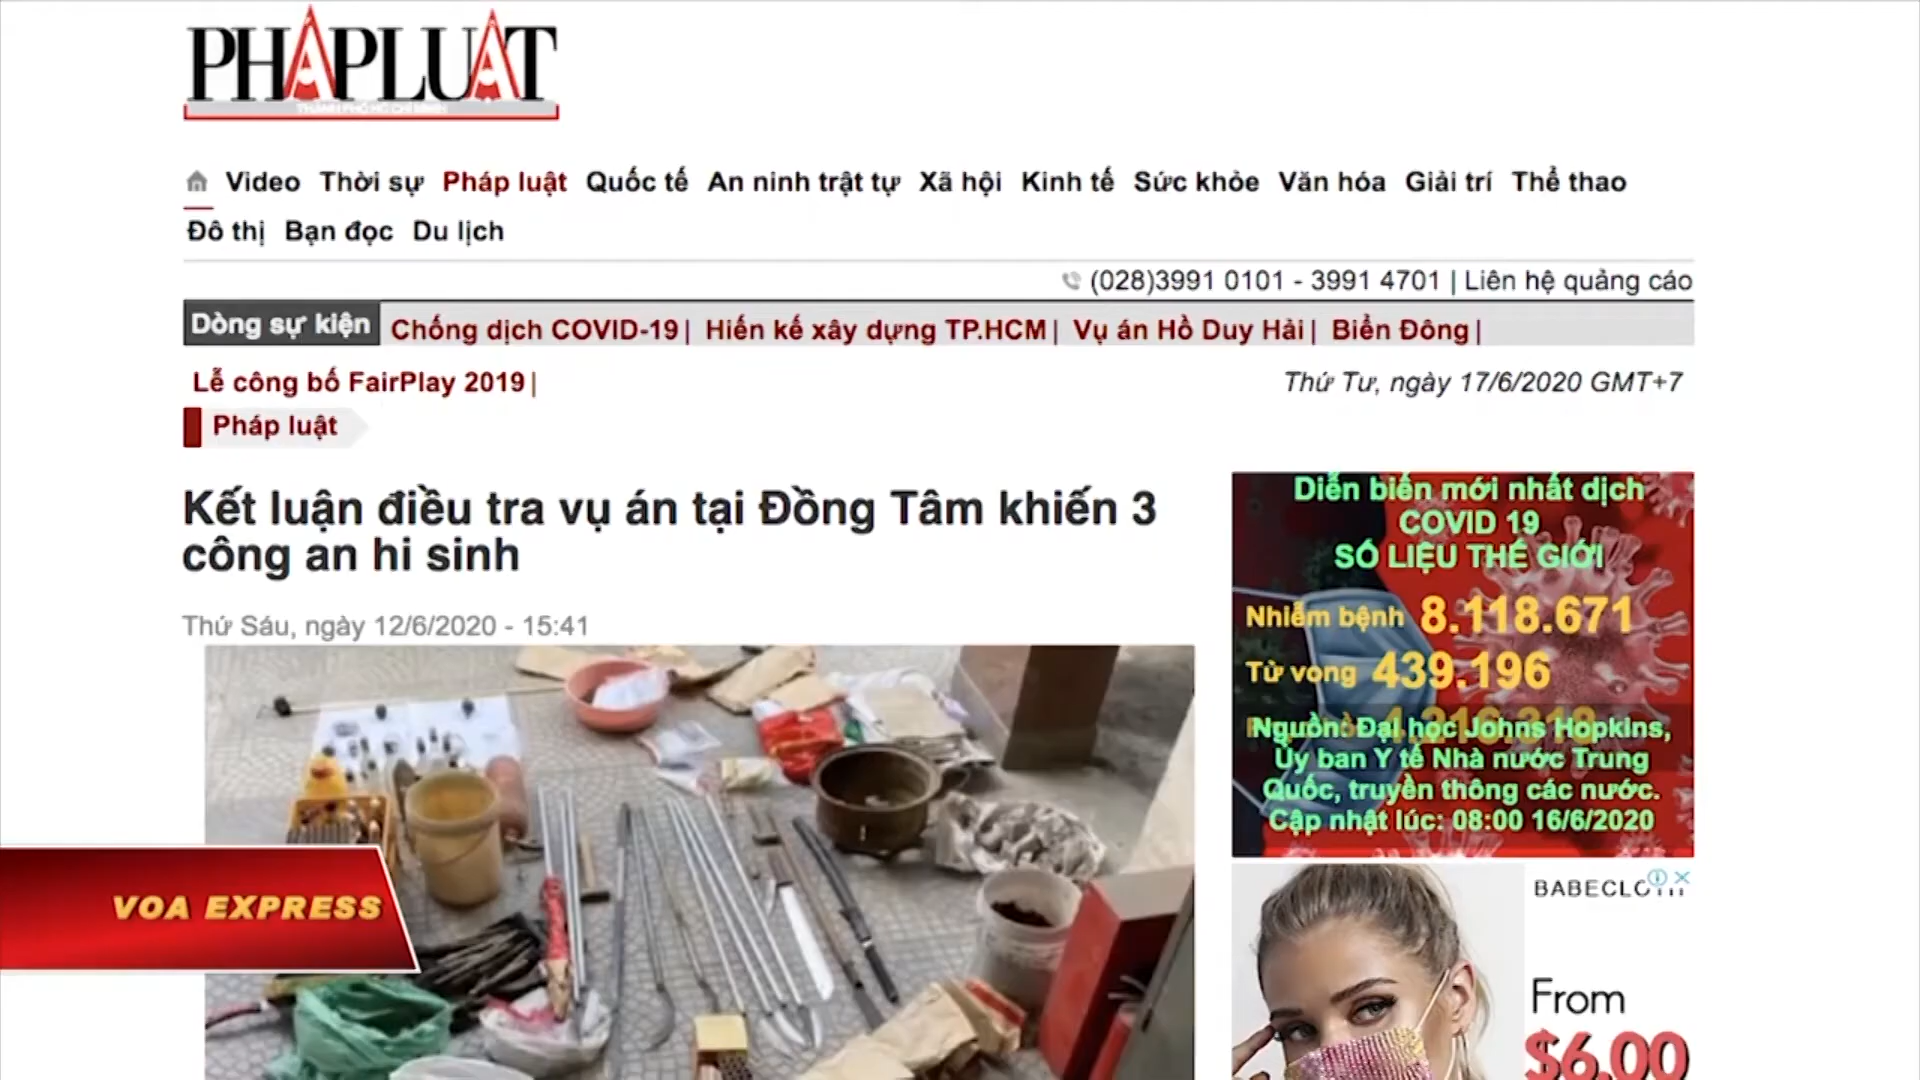 PHÁP LUẬT
THÀNH PHỐ HỒ CHÍ MINH
Video Thời sự Pháp luật Quốc tế An ninh trật tự Xã hội Kinh tế Sức khỏe Văn hóa Giải trí Thể thao
Đô thị Bạn đọc Du lịch
(028)3991 0101 - 3991 4701 | Liên hệ quảng cáo
Dòng sự kiện Chống dịch COVID-19 | Hiến kế xây dựng TP.HCM | Vụ án Hồ Duy Hải | Biển Đông |
Lễ công bố FairPlay 2019 |
Thứ Tư, ngày 17/6/2020 GMT+7
Pháp luật
Kết luận điều tra vụ án tại Đồng Tâm khiến 3
công an hi sinh
Thứ Sáu, ngày 12/6/2020 - 15:41
Diễn biến mới nhất dịch
COVID 19
SỐ LIỆU THẾ GIỚI
Nhiễm bệnh 8.118.671
Tử vong 439.196
Nguồn: Đại học Johns Hopkins,
Ủy ban Y tế Nhà nước Trung
Quốc, truyền thông các nước.
Cập nhật lúc: 08:00 16/6/2020
VOA EXPRESS
From
$6.00